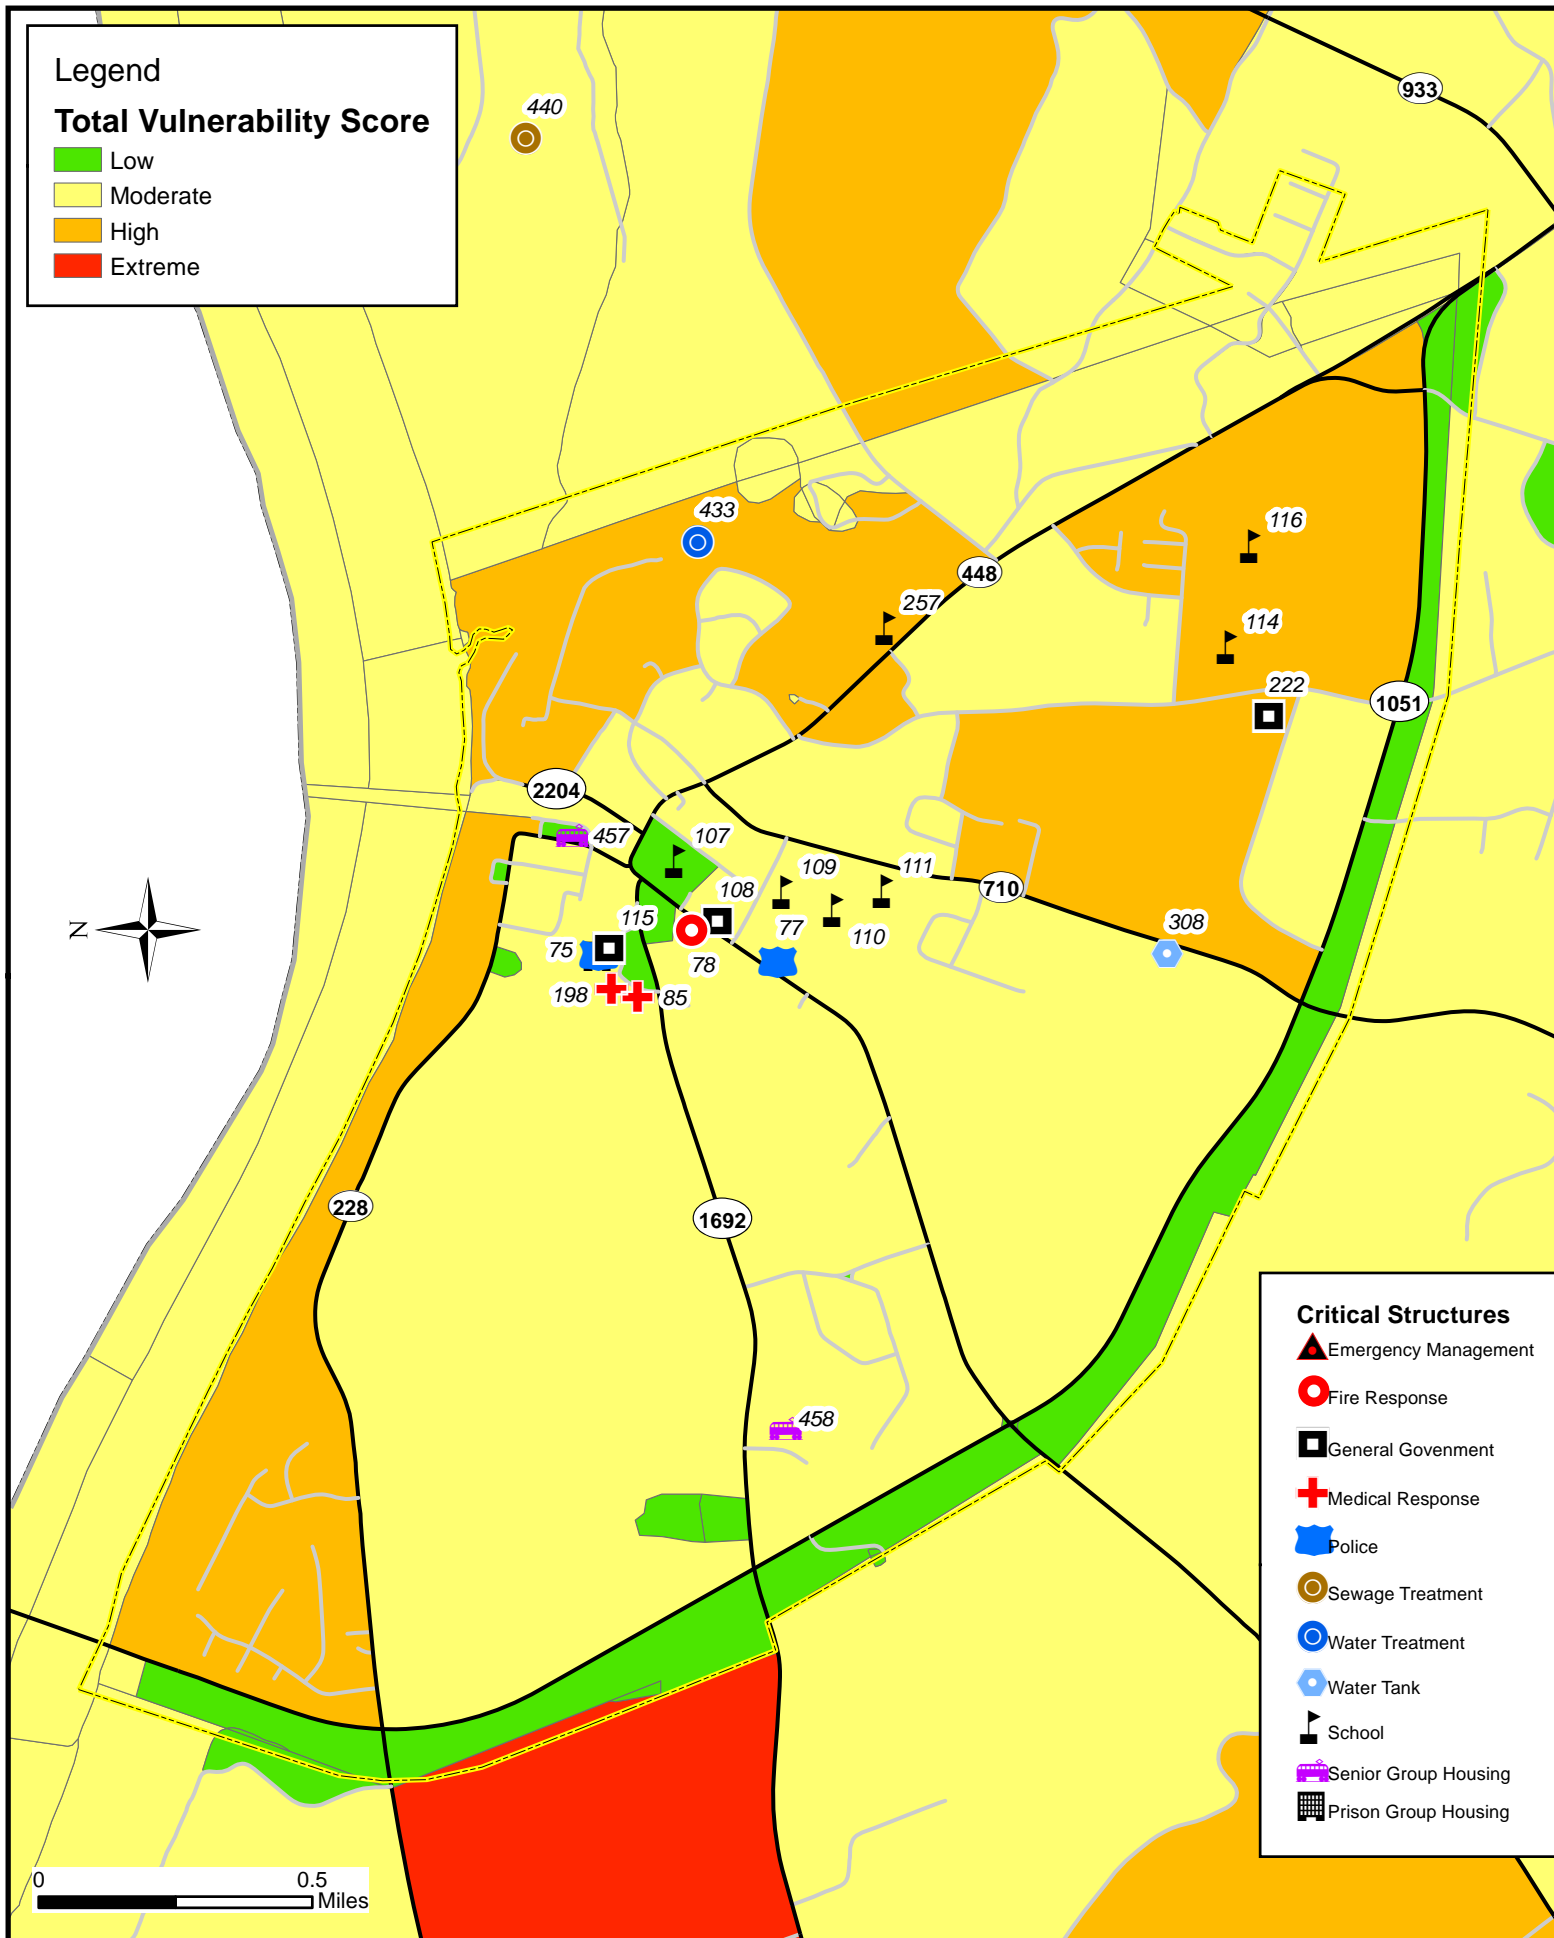 Legend
Total Vulnerability Score
Low
Moderate
High
Extreme
440
933
433
116
448
257
114
222
1051
2204
457
107
109
111
710
108
115
77
110
308
75
78
198
85
N
228
1692
458
Critical Structures
Emergency Management
Fire Response
General Govenment
Medical Response
Police
Sewage Treatment
Water Treatment
Water Tank
School
Senior Group Housing
Prison Group Housing
0 0.5
Miles